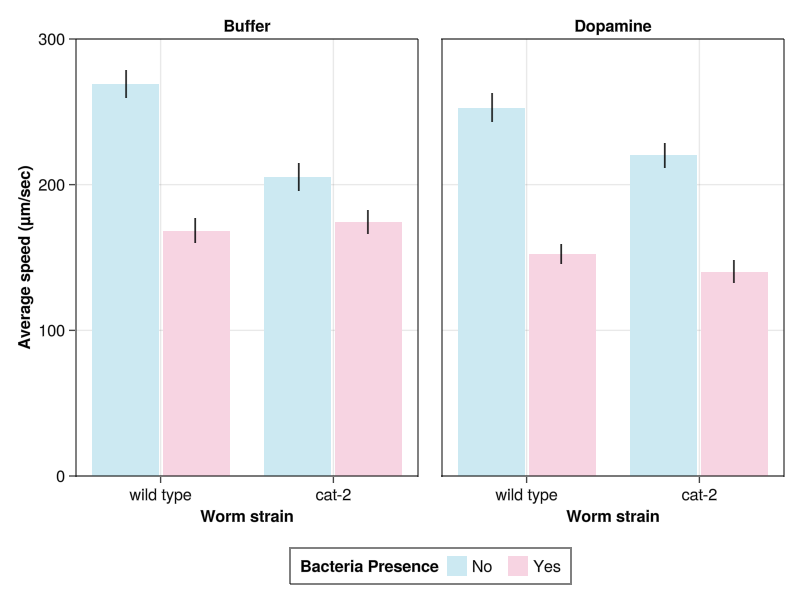 Buffer
Dopamine
300
200
100
0
Average speed (µm/sec)
wild type
cat-2
wild type
cat-2
Worm strain
Worm strain
Bacteria Presence No Yes